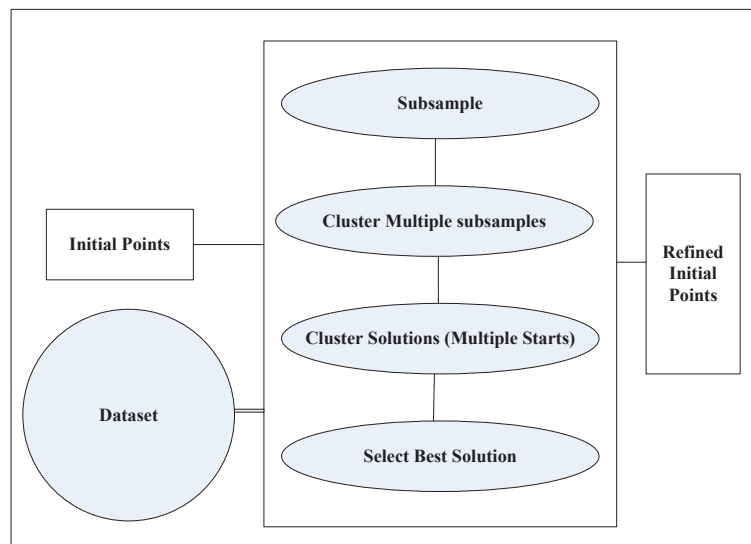 Subsample
Cluster Multiple subsamples
Initial Points
Refined
Initial
Points
Cluster Solutions (Multiple Starts)
Dataset
Select Best Solution